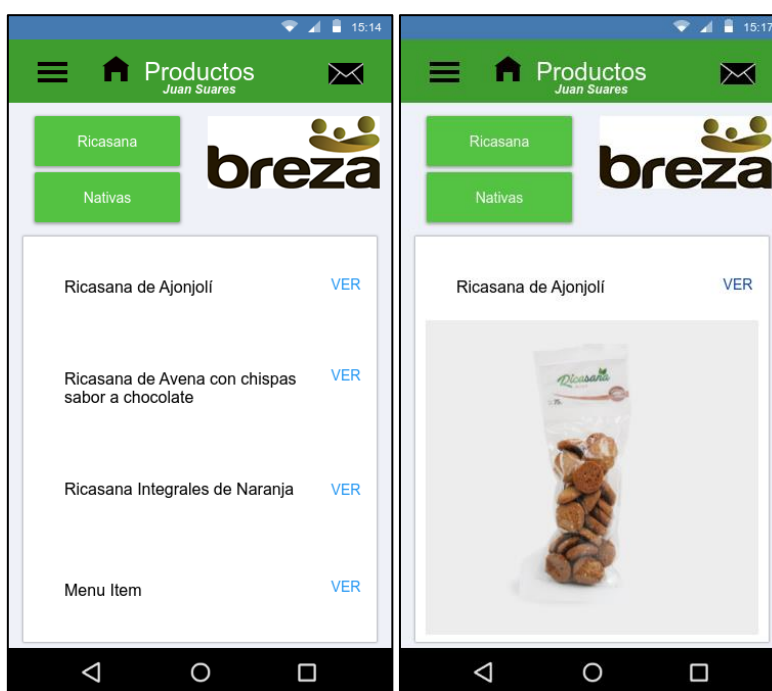 15:14
Productos
Juan Suares
Ricasana
breza
Nativas
Ricasana de Ajonjolí VER
Ricasana de Avena con chispas VER
sabor a chocolate
Ricasana Integrales de Naranja VER
Menu Item VER
15:17
Productos
Juan Suares
Ricasana
breza
Nativas
Ricasana de Ajonjolí VER
Ricasana